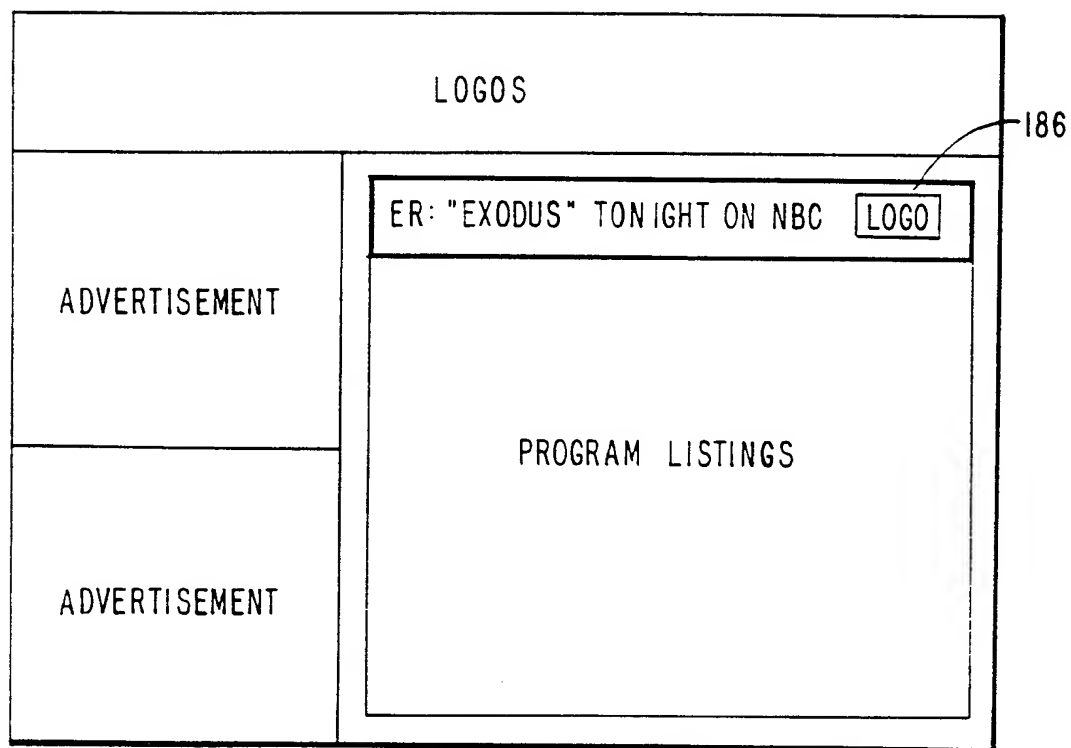 LOGOS
186
ER: "EXODUS" TONIGHT ON NBC LOGO
ADVERTISEMENT
PROGRAM LISTINGS
ADVERTISEMENT